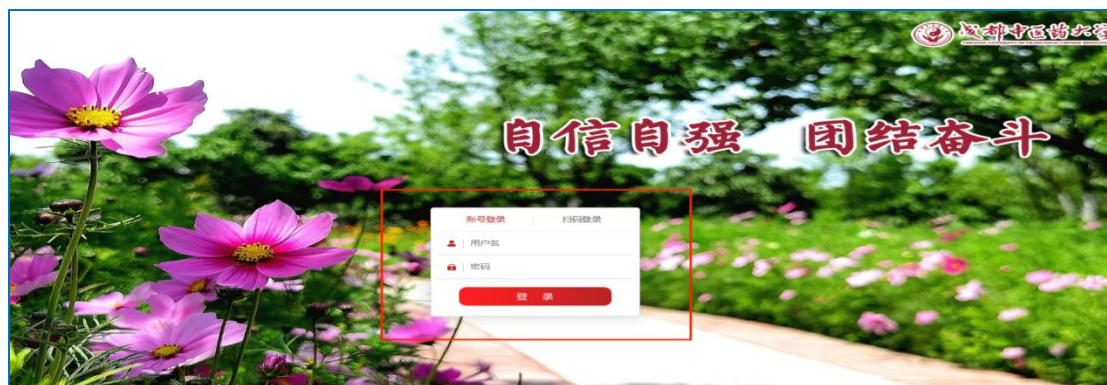 成都中医药大学
自信自强 团结奋斗
账号登录 扫码登录
用户名
密码
登 录